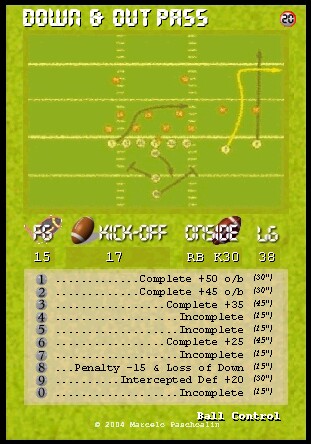 DOWN & OUT PASS
2+
FG KICK-OFF ONSIDE LG
15 17 RB K30 38
1 ..............Complete +50 o/b (30")
2 ..............Complete +45 o/b (30")
3 ..................Complete +35 (45")
4 ....................Incomplete (15")
5 ....................Incomplete (15")
6 ..................Complete +25 (45")
7 ....................Incomplete (15")
8 ...Penalty -15 & Loss of Down (15")
9 ...........Intercepted Def +20 (30")
0 ....................Incomplete (15")
Ball Control
© 2004 Marcelo Paschoalin